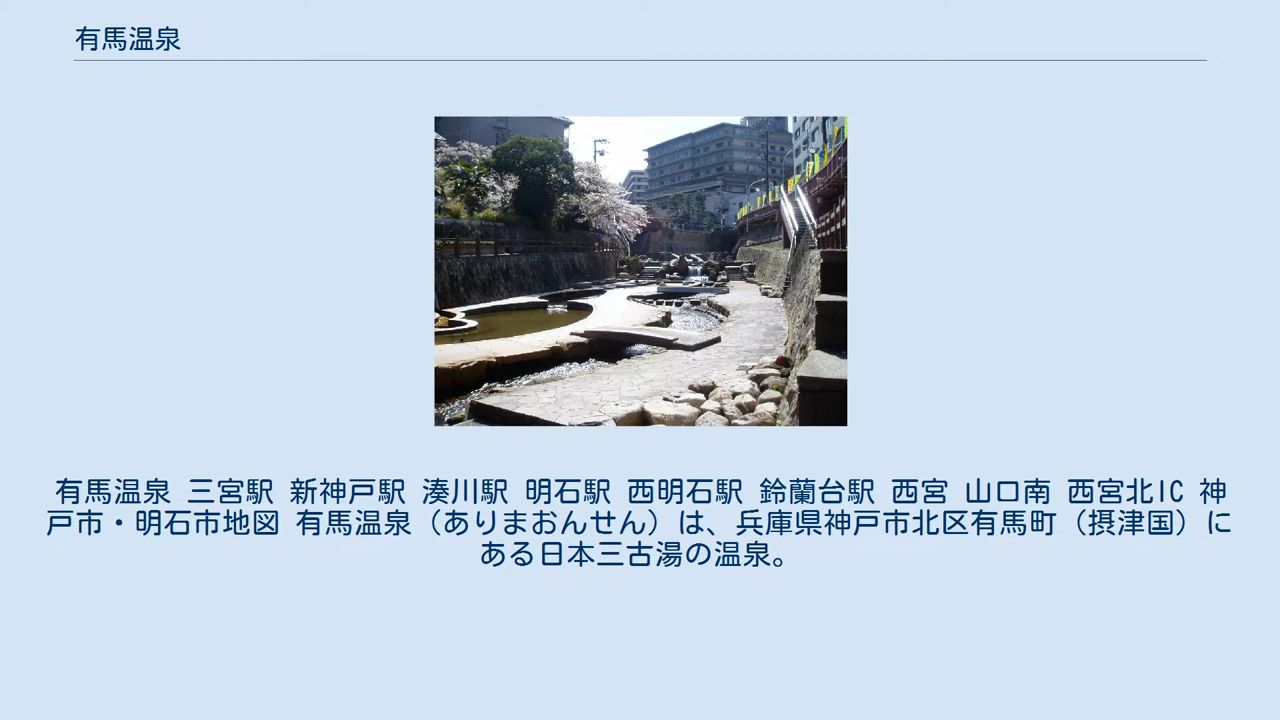 有馬温泉
有馬温泉 三宮駅 新神戸駅 湊川駅 明石駅 西明石駅 鈴蘭台駅 西宮 山口南 西宮北IC 神
戸市・明石市地図 有馬温泉（ありまおんせん）は、兵庫県神戸市北区有馬町（摂津国）に
ある日本三古湯の温泉。